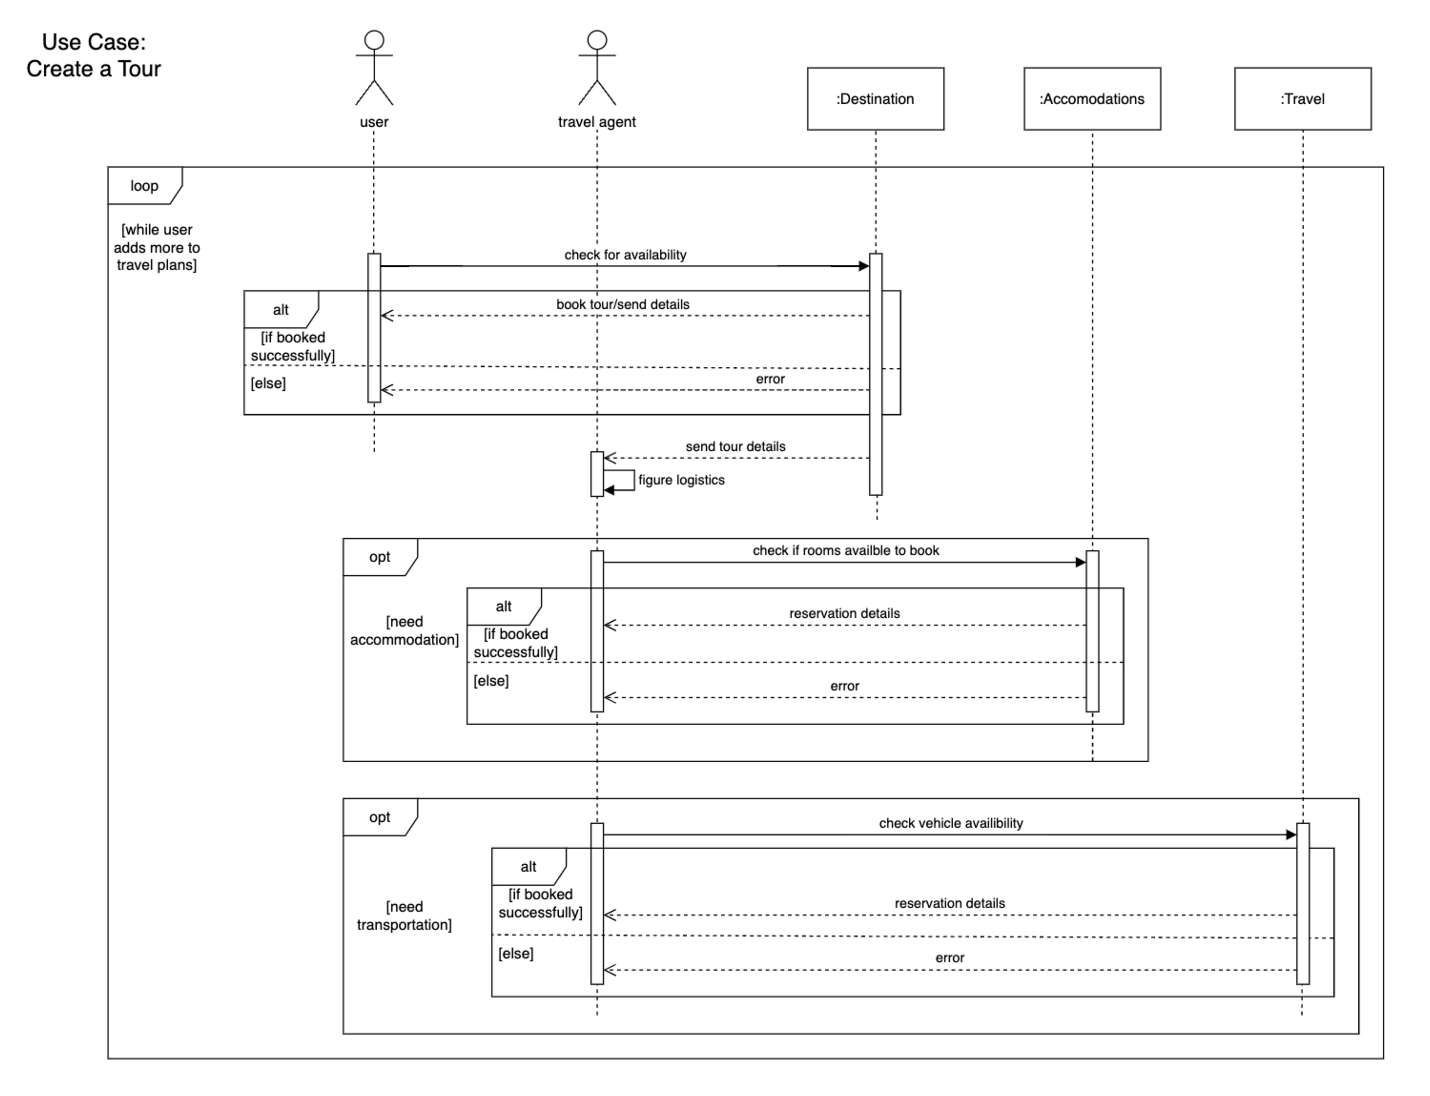 Use Case:
Create a Tour
user
travel agent
:Destination
:Accomodations
:Travel
loop
[while user
adds more to
travel plans]
check for availability
alt
book tour/send details
[if booked
successfully]
[else]
error
send tour details
figure logistics
opt
check if rooms availble to book
[need
accommodation]
alt
reservation details
[if booked
successfully]
[else]
error
opt
check vehicle availibility
[need
transportation]
alt
[if booked
successfully]
reservation details
[else]
error